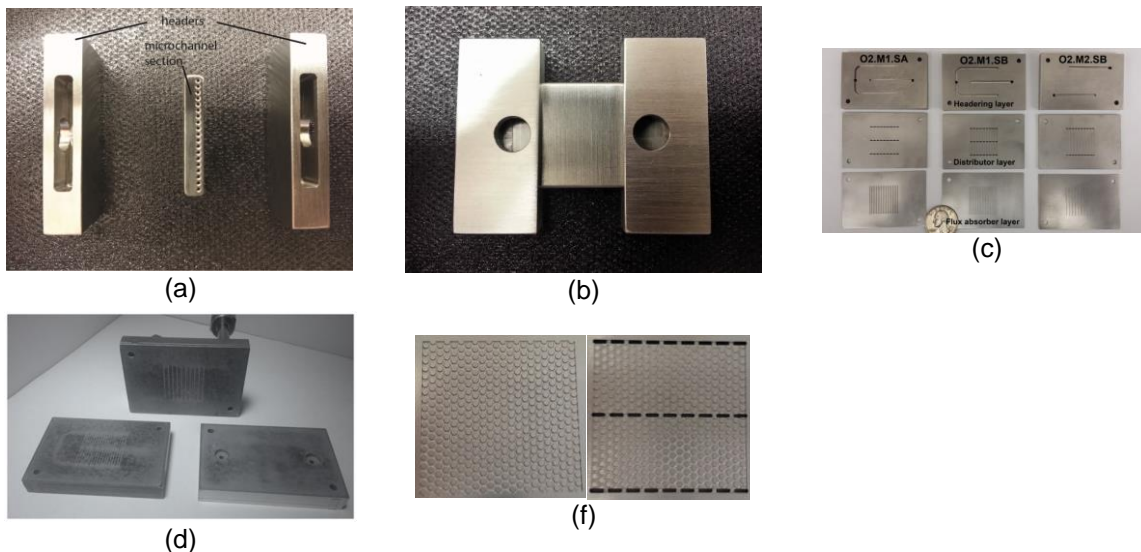 headers
microchannel
section
(a)
(b)
O2.M1.SA
O2.M1.SB
O2.M2.SB
Headering layer
Distributor layer
Flux absorber layer
(c)
(d)
(f)